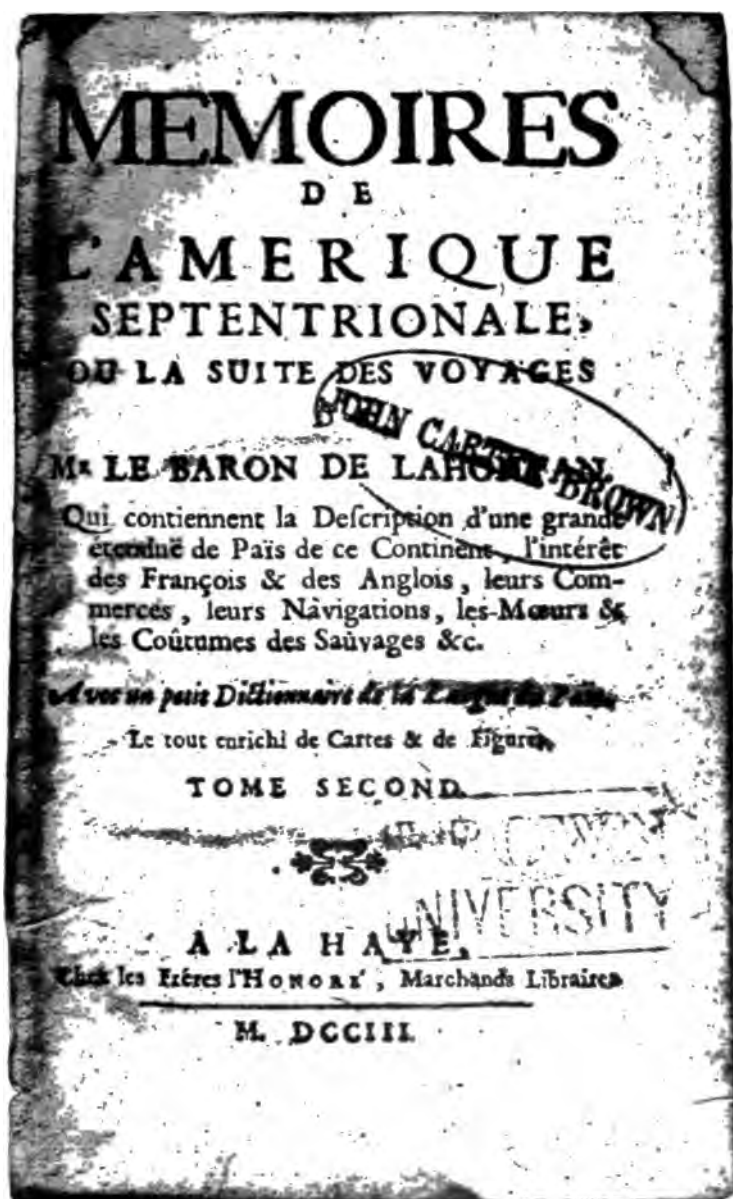 MEMOIRES
DE
L'AMERIQUE
SEPTENTRIONALE,
OU LA SUITE DES VOYAGES
DE
JOHN CARTER BROWN
Mr LE BARON DE LAHONTAN.
Qui contiennent la Deſcription d'une grande
étenduë de Païs de ce Continent, l'intérêt
des François & des Anglois, leurs Com-
merces, leurs Navigations, les Mœurs &
les Coûtumes des Sauvages &c.
Avec un petit Dictionnaire de la Langue du Païs.
Le tout enrichi de Cartes & de Figures.
TOME SECOND.
UNIVERSITY
A LA HAYE,
Chez les Fréres l'HONORE', Marchands Libraires.
M. DCCIII.